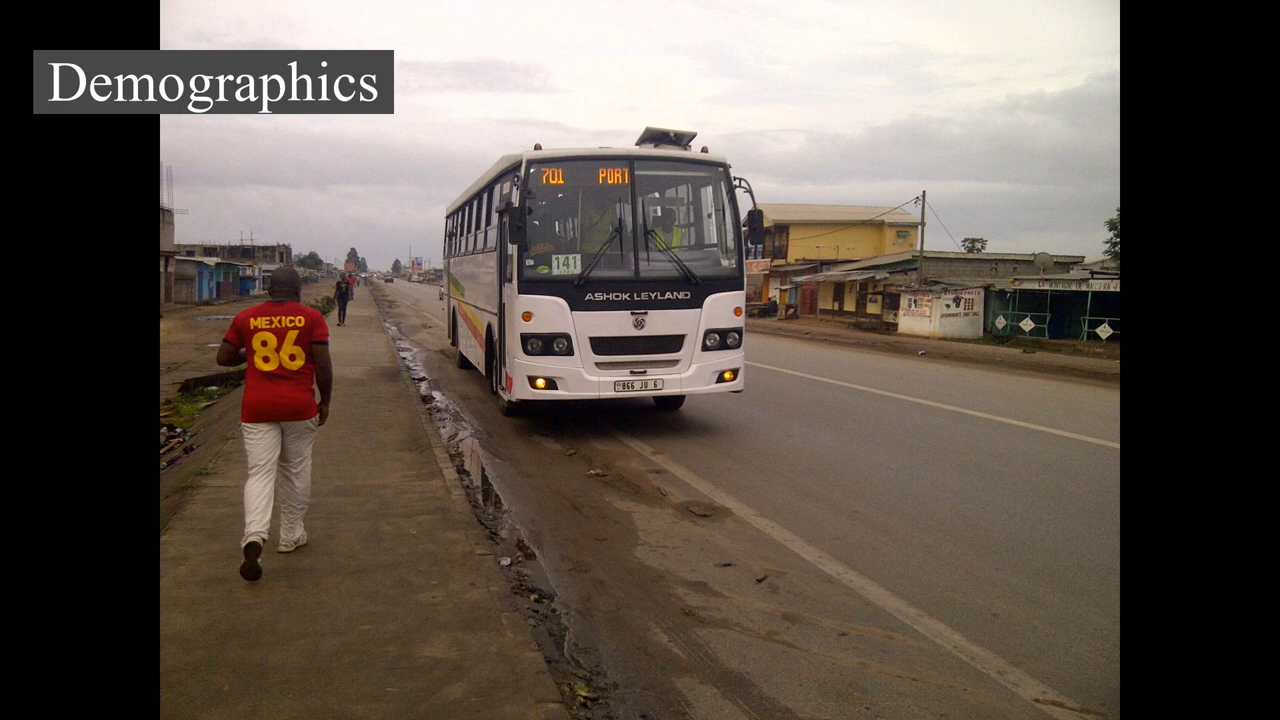 Demographics
701 PORT
141
ASHOK LEYLAND
866 JU 6
MEXICO
86